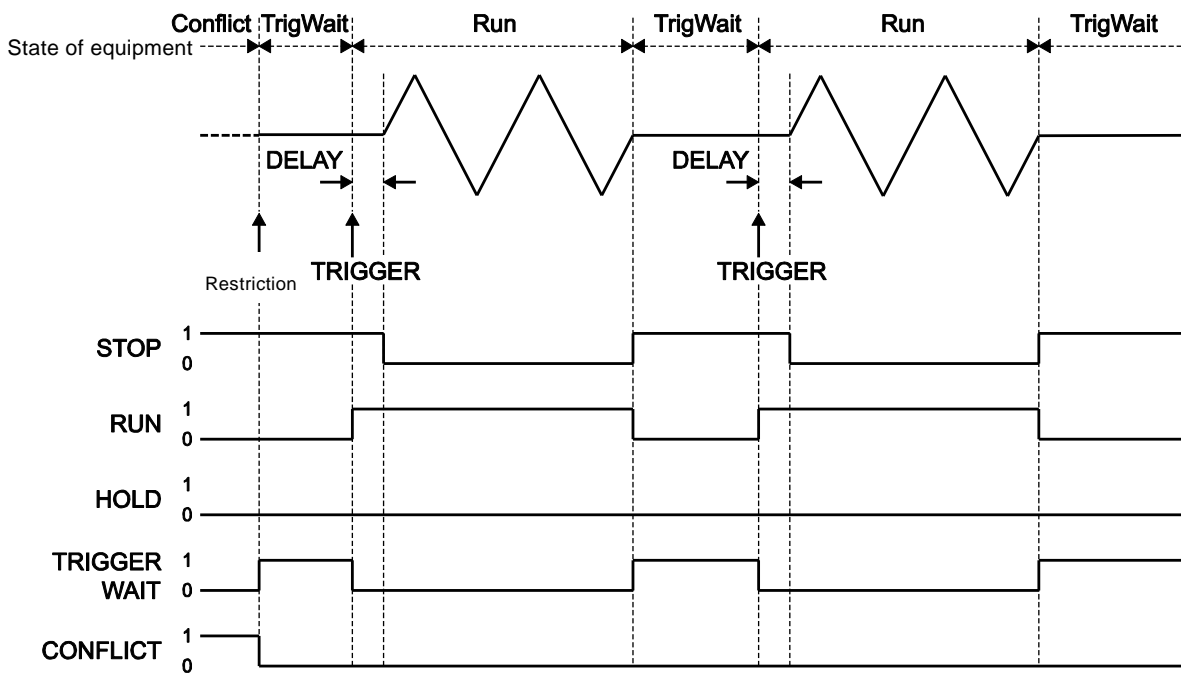 Conflict TrigWait Run TrigWait Run TrigWait
State of equipment
DELAY DELAY
TRIGGER TRIGGER
Restriction
STOP 1
0
RUN 1
0
HOLD 1
0
TRIGGER WAIT 1
0
CONFLICT 1
0